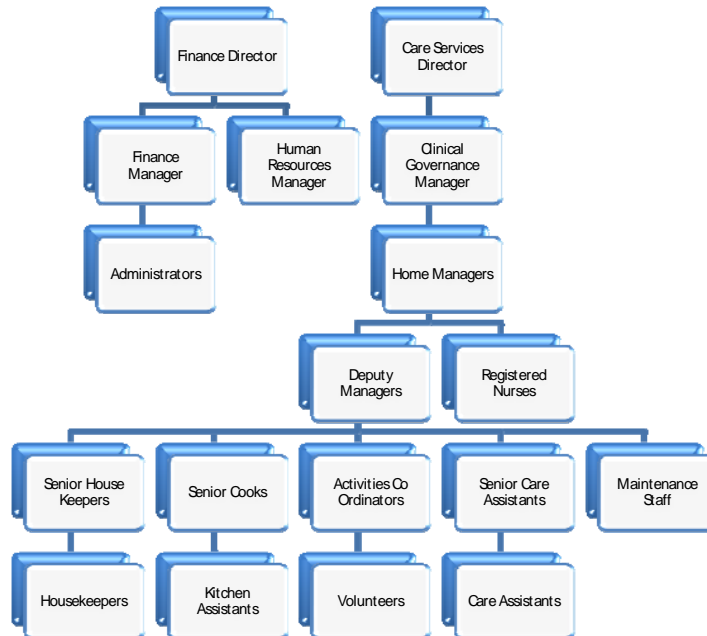 Finance Director
Care Services
Director
Finance
Manager
Human
Resources
Manager
Clinical
Governance
Manager
Administrators
Home Managers
Deputy
Managers
Registered
Nurses
Senior House
Keepers
Senior Cooks
Activities Co
Ordinators
Senior Care
Assistants
Maintenance
Staff
Housekeepers
Kitchen
Assistants
Volunteers
Care Assistants